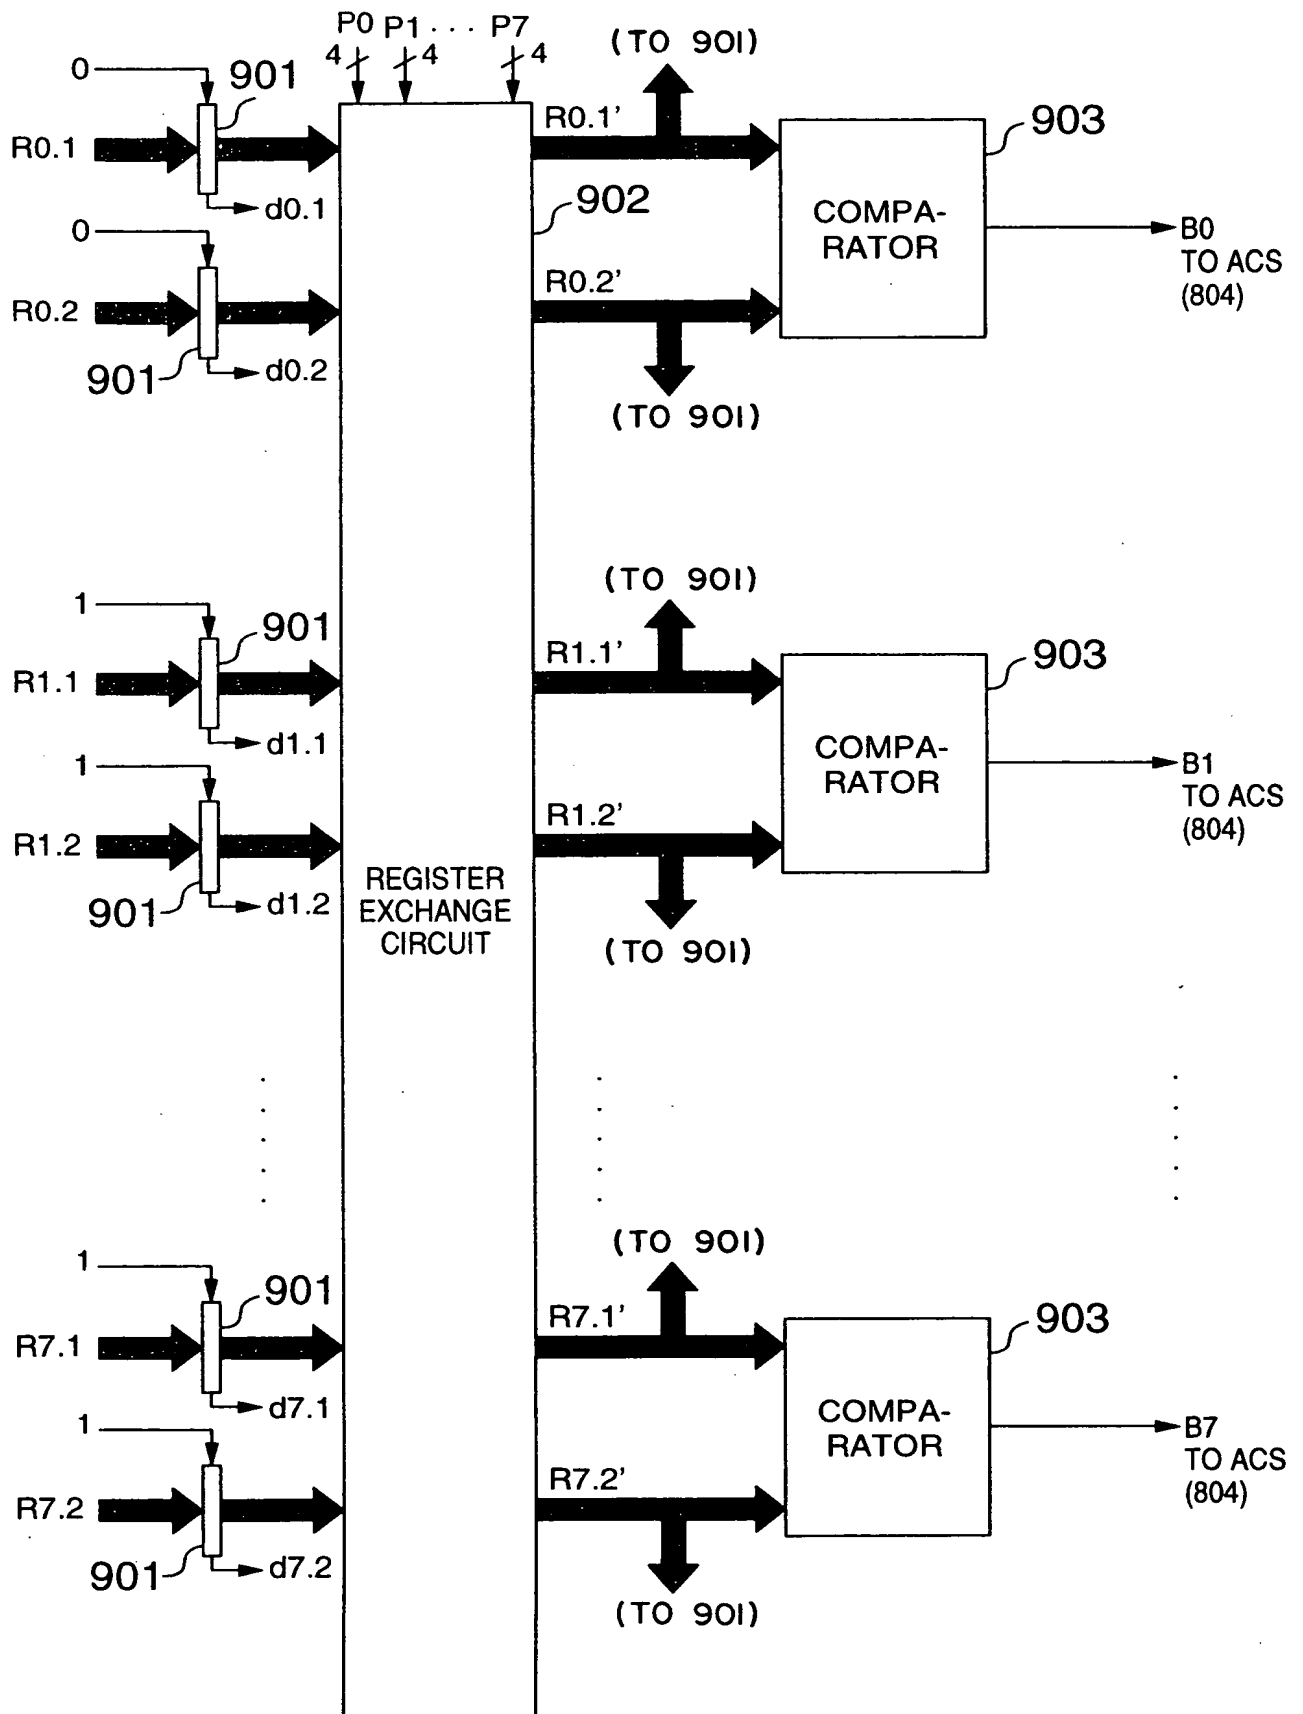 P0 P1 . . . P7
4 4 4
(TO 901)
0
901
R0.1
R0.1'
903
d0.1
902
COMPA-
RATOR
B0
TO ACS
(804)
0
R0.2
R0.2'
901
d0.2
(TO 901)
(TO 901)
1
901
R1.1
R1.1'
903
d1.1
COMPA-
RATOR
B1
TO ACS
(804)
1
R1.2
R1.2'
901
d1.2
REGISTER
EXCHANGE
CIRCUIT
(TO 901)
(TO 901)
1
901
R7.1
R7.1'
903
d7.1
COMPA-
RATOR
B7
TO ACS
(804)
1
R7.2
R7.2'
901
d7.2
(TO 901)